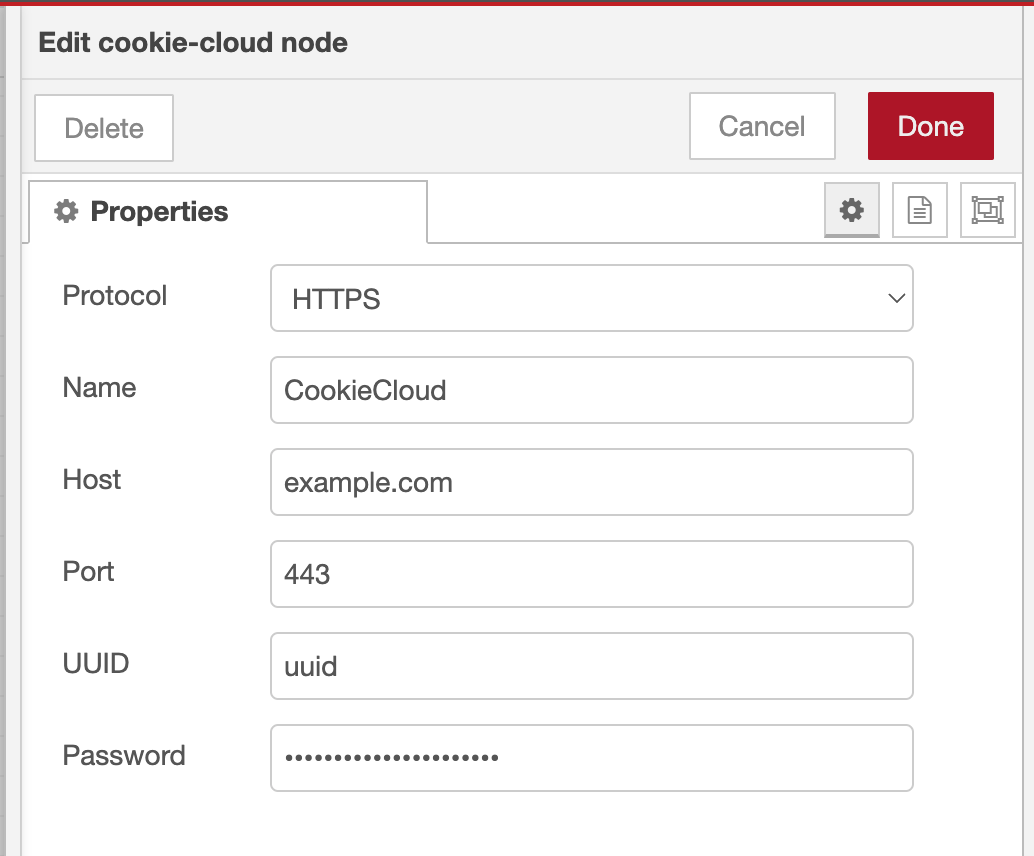 Edit cookie-cloud node
Delete
Cancel
Done
Properties
Protocol
HTTPS
Name
CookieCloud
Host
example.com
Port
443
UUID
uuid
Password
••••••••••••••••••••••